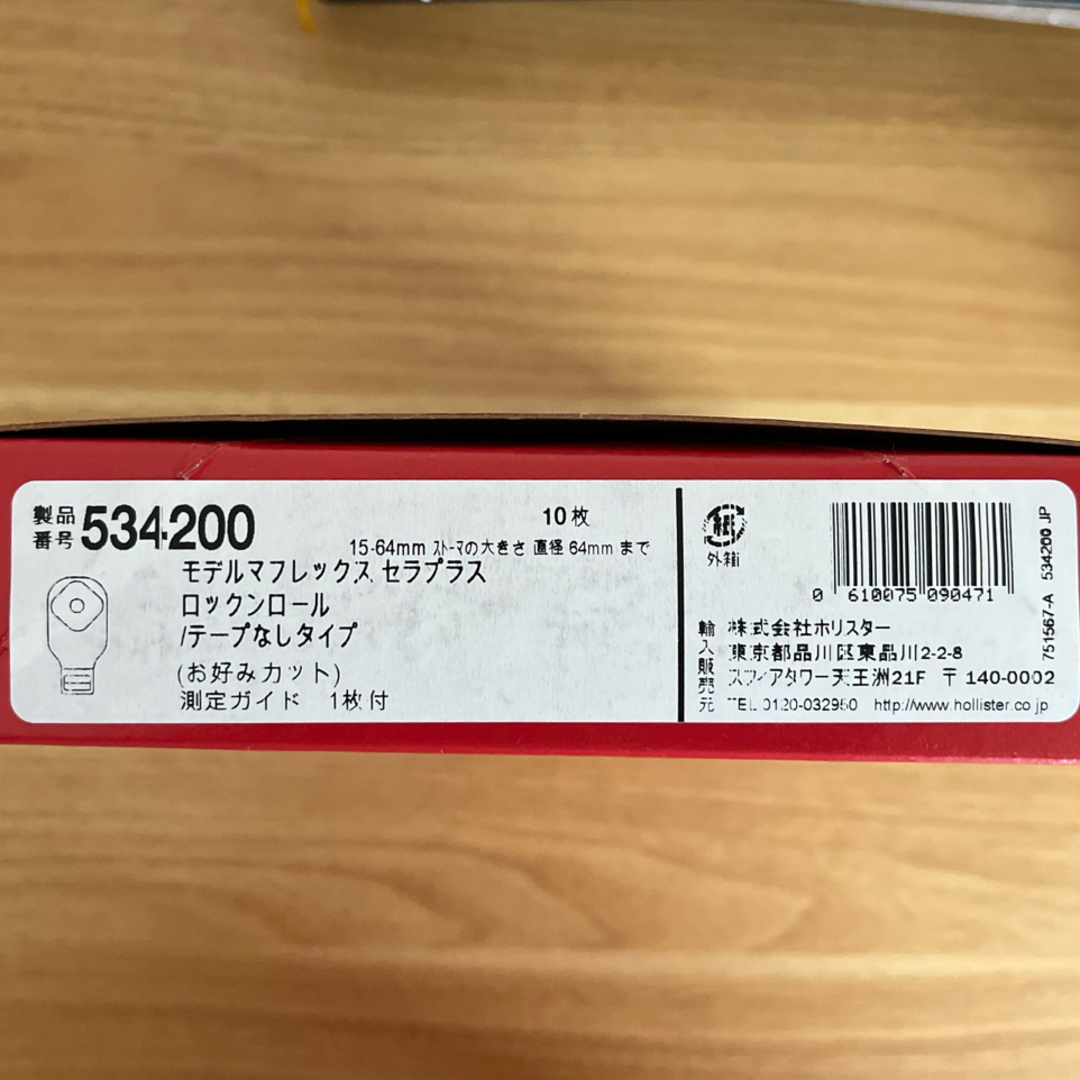 製品番号 534200 10枚
15-64mm ストーマの大きさ 直径 64mm まで
モデルマフレックス セラプラス
ロックンロール
/テープなしタイプ
(お好みカット)
測定ガイド 1枚付
紙
外箱
0 610075 090471
輸入販売元
株式会社ホリスター
東京都品川区東品川2-2-8
スフィアタワー天王洲21F 〒140-0002
TEL 0120-032950 http://www.hollister.co.jp
751567-A 534200 JP